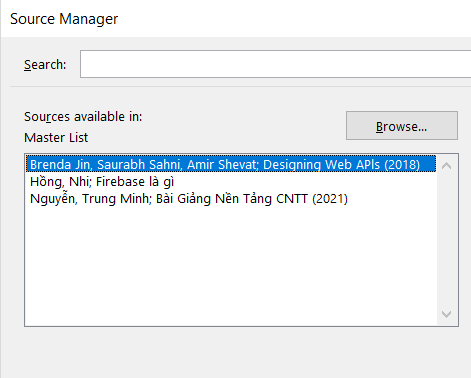 Source Manager
Search:
Sources available in:
Master List
Browse...
Brenda Jin, Saurabh Sahni, Amir Shevat; Designing Web APIs (2018)
Hồng, Nhi; Firebase là gì
Nguyễn, Trung Minh; Bài Giảng Nền Tảng CNTT (2021)